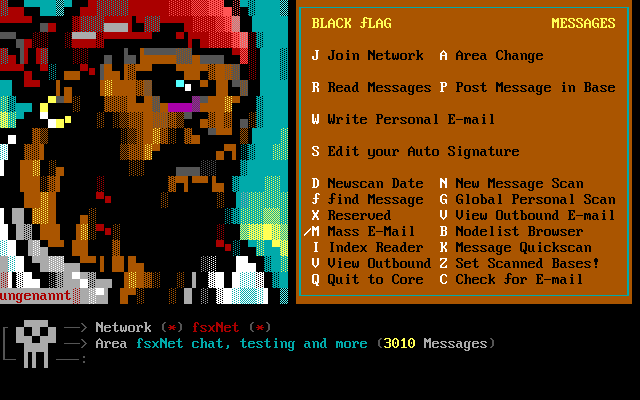 BLACK fLAG MESSAGES
J Join Network A Area Change
R Read Messages P Post Message in Base
W Write Personal E-mail
S Edit your Auto Signature
D Newscan Date N New Message Scan
f find Message G Global Personal Scan
X Reserved V View Outbound E-mail
/M Mass E-Mail B Nodelist Browser
I Index Reader K Message Quickscan
V View Outbound Z Set Scanned Bases!
Q Quit to Core C Check for E-mail
ungenannt
Network (*) fsxNet (*)
Area fsxNet chat, testing and more (3010 Messages)
: